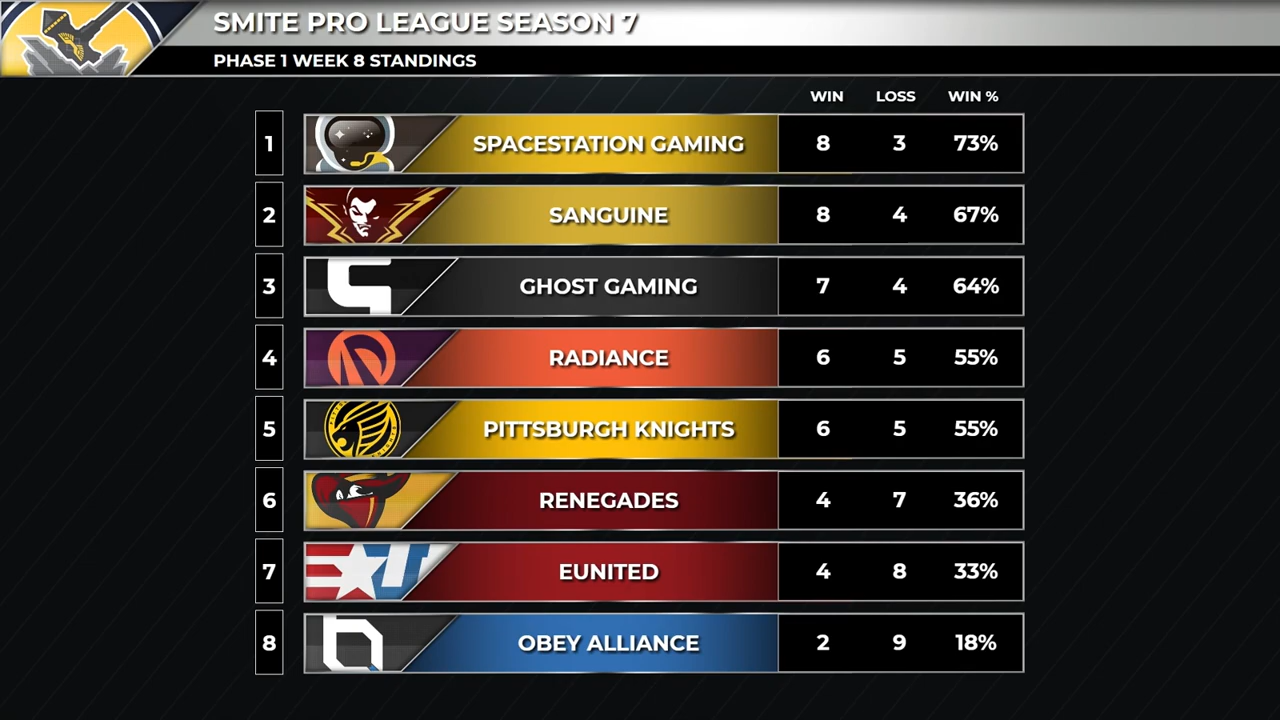 SMITE PRO LEAGUE SEASON 7
PHASE 1 WEEK 8 STANDINGS
WIN LOSS WIN %
1 SPACESTATION GAMING 8 3 73%
2 SANGUINE 8 4 67%
3 GHOST GAMING 7 4 64%
4 RADIANCE 6 5 55%
5 PITTSBURGH KNIGHTS 6 5 55%
6 RENEGADES 4 7 36%
7 EUNITED 4 8 33%
8 OBEY ALLIANCE 2 9 18%